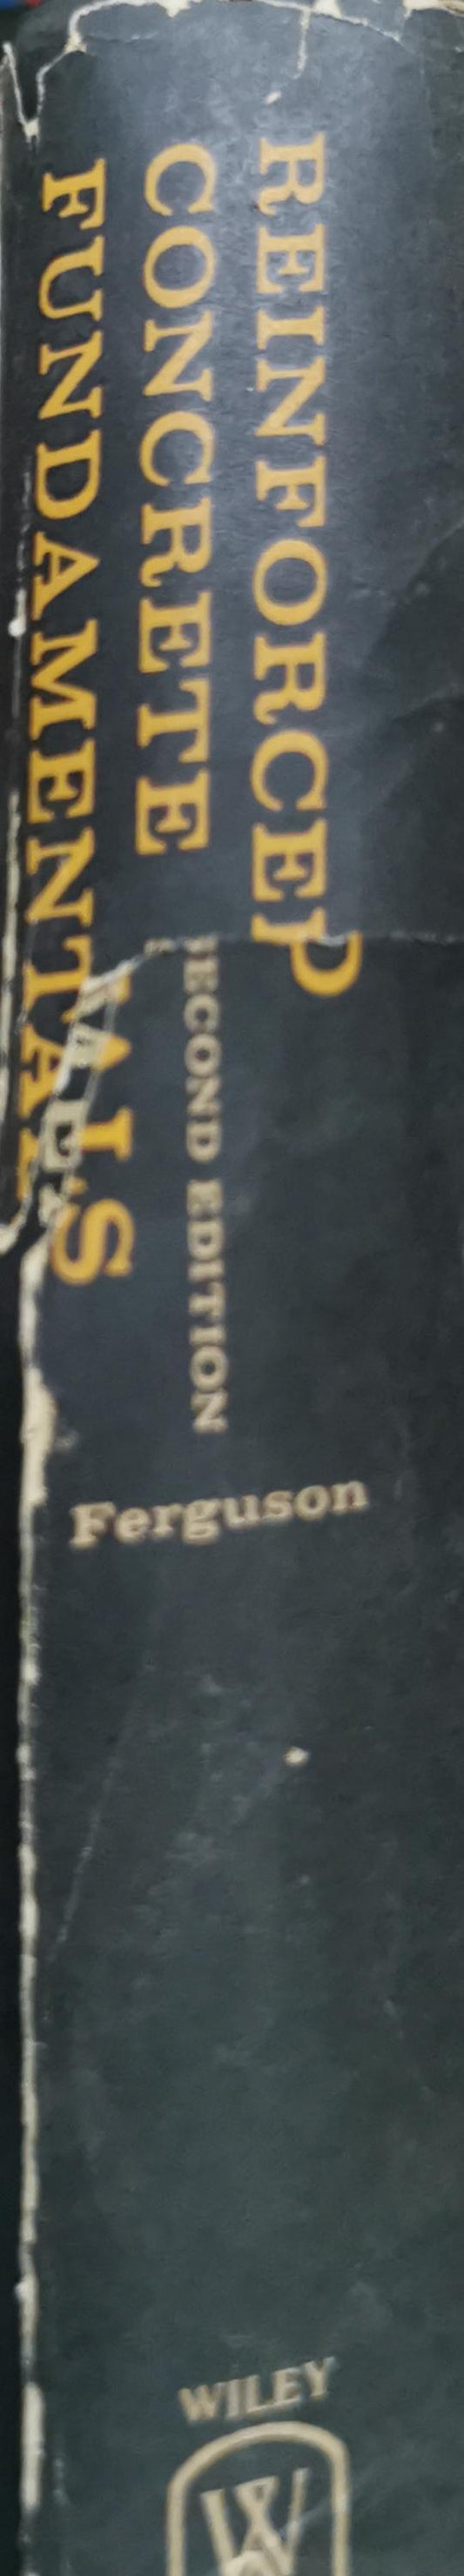 REINFORCED
CONCRETE
FUNDAMENTALS
SECOND EDITION
Ferguson
WILEY
W